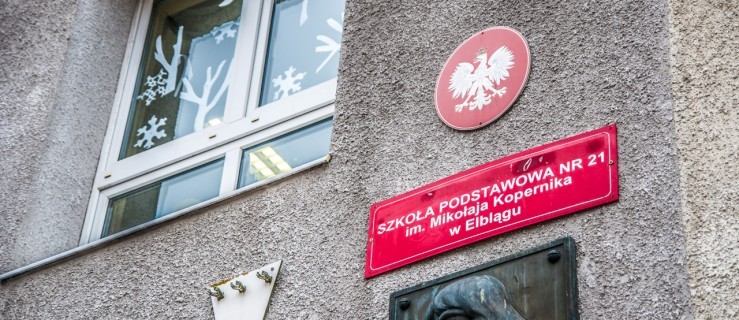 SZKOŁA PODSTAWOWA NR 21
im. Mikołaja Kopernika
w Elblągu